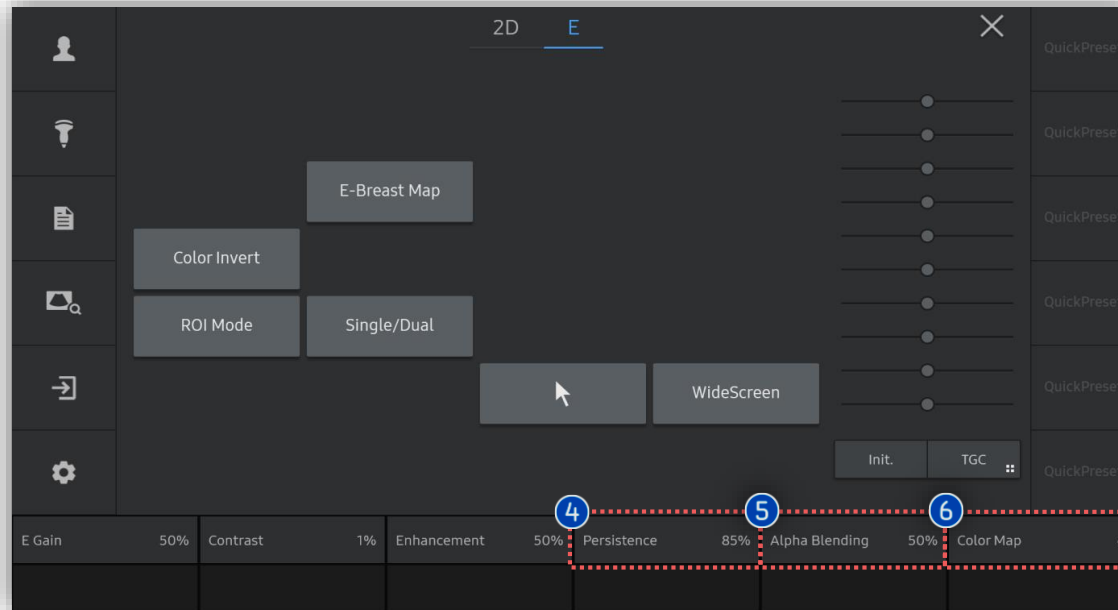 2D E
QuickPrese
QuickPrese
E-Breast Map
QuickPrese
Color Invert
ROI Mode Single/Dual
QuickPrese
WideScreen
QuickPrese
Init. TGC
QuickPrese
4 5 6
E Gain 50% Contrast 1% Enhancement 50% Persistence 85% Alpha Blending 50% Color Map